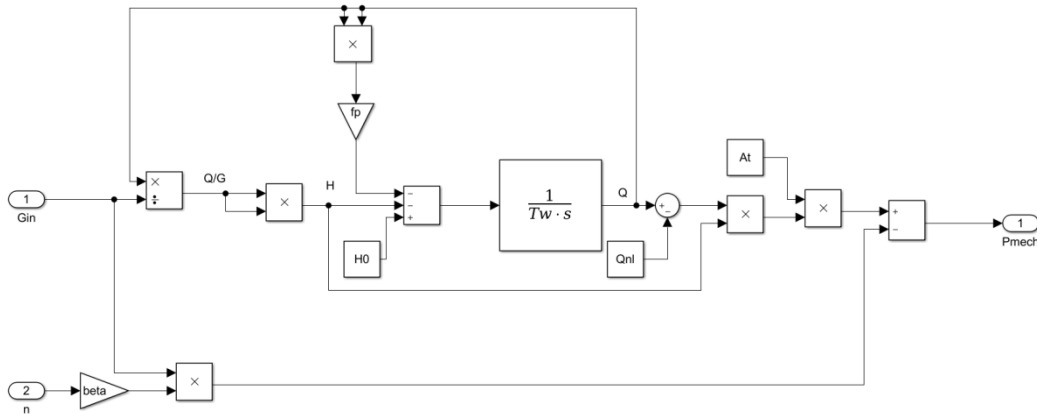 ×
fp
×
÷
Q/G
×
H
−
−
+
1
Tw · s
Q
+
−
At
×
×
+
−
1
Gin
H0
Qnl
1
Pmech
2
n
beta
×